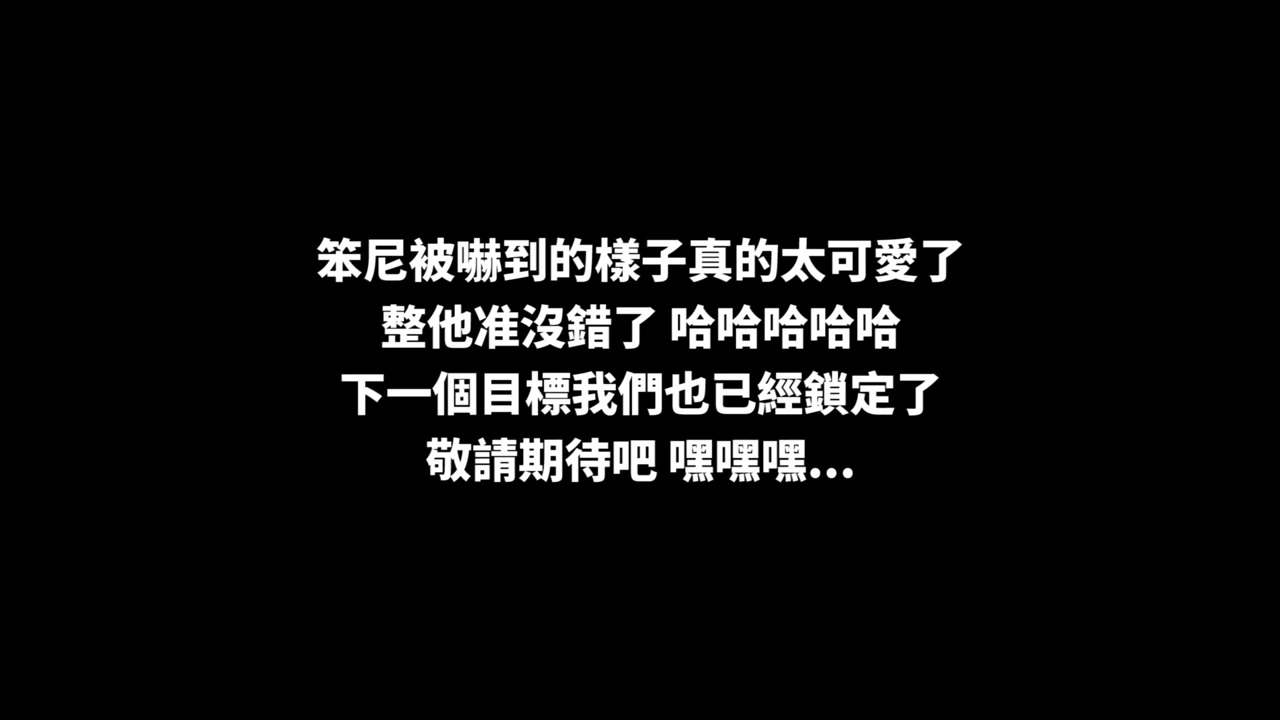 笨尼被嚇到的樣子真的太可愛了
整他准沒錯了 哈哈哈哈哈
下一個目標我們也已經鎖定了
敬請期待吧 嘿嘿嘿...